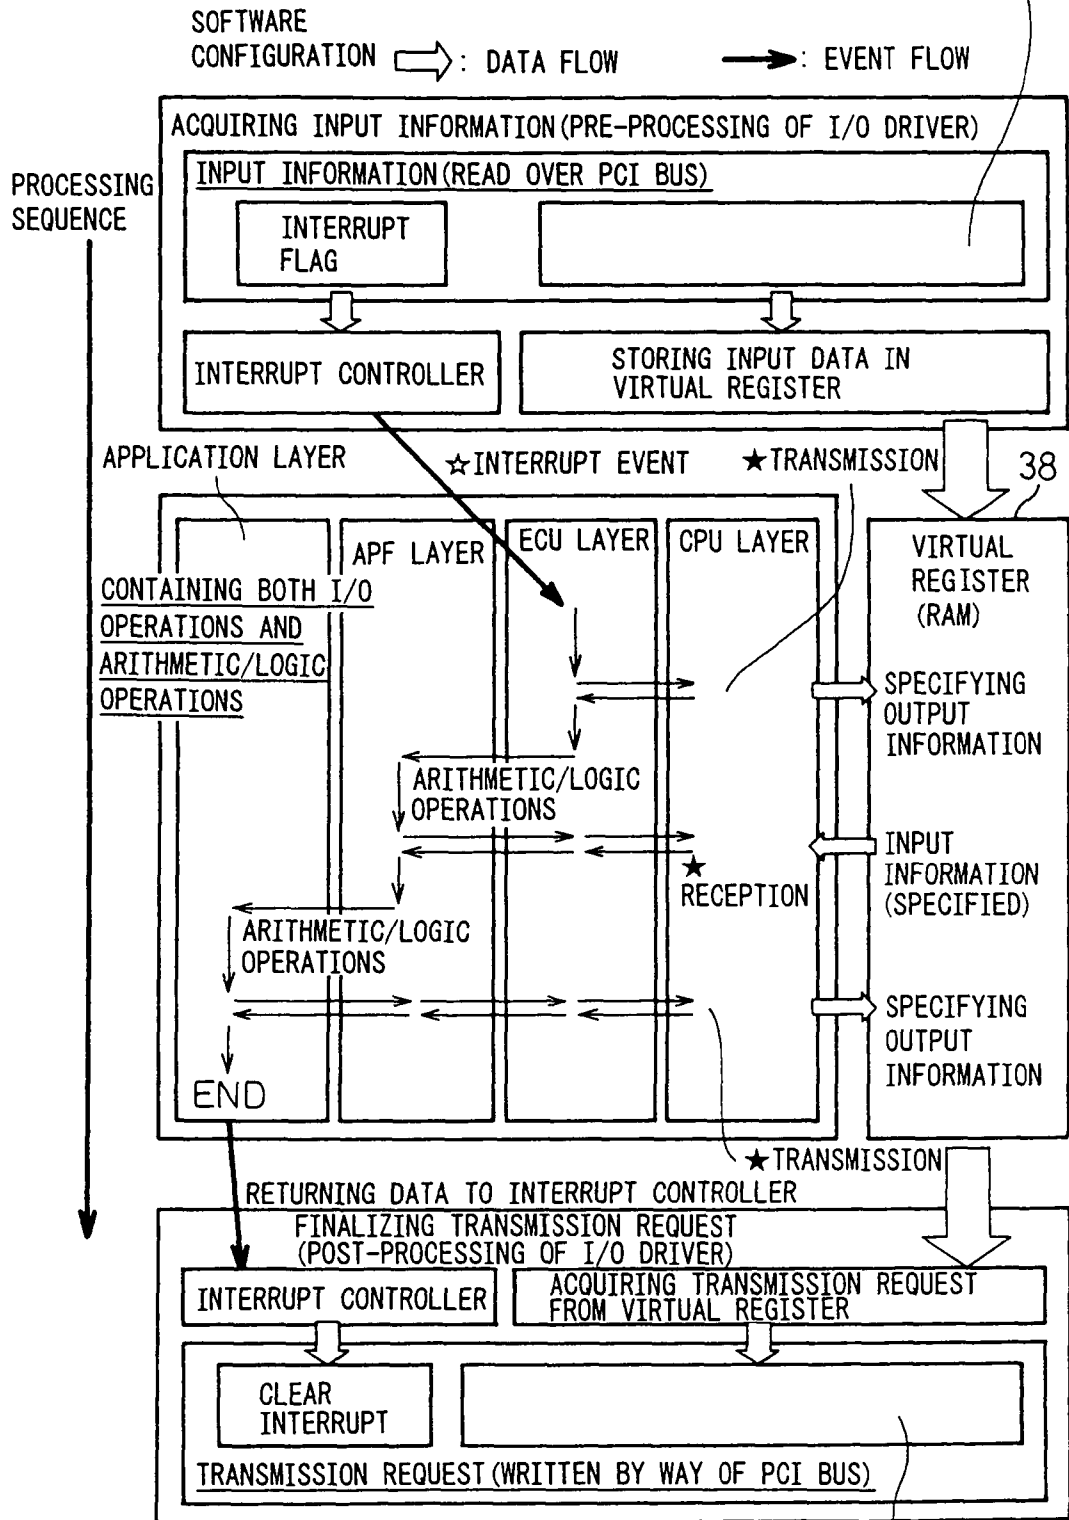 SOFTWARE
CONFIGURATION : DATA FLOW : EVENT FLOW
ACQUIRING INPUT INFORMATION(PRE-PROCESSING OF I/O DRIVER)
PROCESSING
SEQUENCE
INPUT INFORMATION(READ OVER PCI BUS)
INTERRUPT
FLAG
INTERRUPT CONTROLLER
STORING INPUT DATA IN
VIRTUAL REGISTER
APPLICATION LAYER
☆INTERRUPT EVENT
★TRANSMISSION
38
APF LAYER
ECU LAYER
CPU LAYER
VIRTUAL
REGISTER
(RAM)
CONTAINING BOTH I/O
OPERATIONS AND
ARITHMETIC/LOGIC
OPERATIONS
SPECIFYING
OUTPUT
INFORMATION
ARITHMETIC/LOGIC
OPERATIONS
★
RECEPTION
INPUT
INFORMATION
(SPECIFIED)
ARITHMETIC/LOGIC
OPERATIONS
SPECIFYING
OUTPUT
INFORMATION
END
★TRANSMISSION
RETURNING DATA TO INTERRUPT CONTROLLER
FINALIZING TRANSMISSION REQUEST
(POST-PROCESSING OF I/O DRIVER)
INTERRUPT CONTROLLER
ACQUIRING TRANSMISSION REQUEST
FROM VIRTUAL REGISTER
CLEAR
INTERRUPT
TRANSMISSION REQUEST(WRITTEN BY WAY OF PCI BUS)